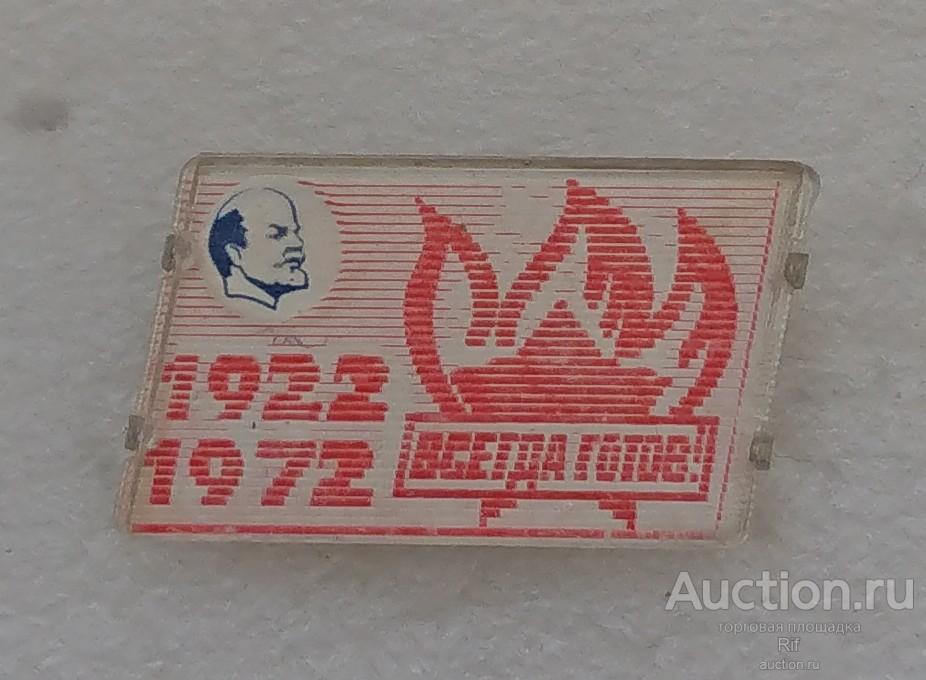 1922
1972
ВСЕГДА ГОТОВ!
Auction.ru
торговая площадка
Rif
auction.ru